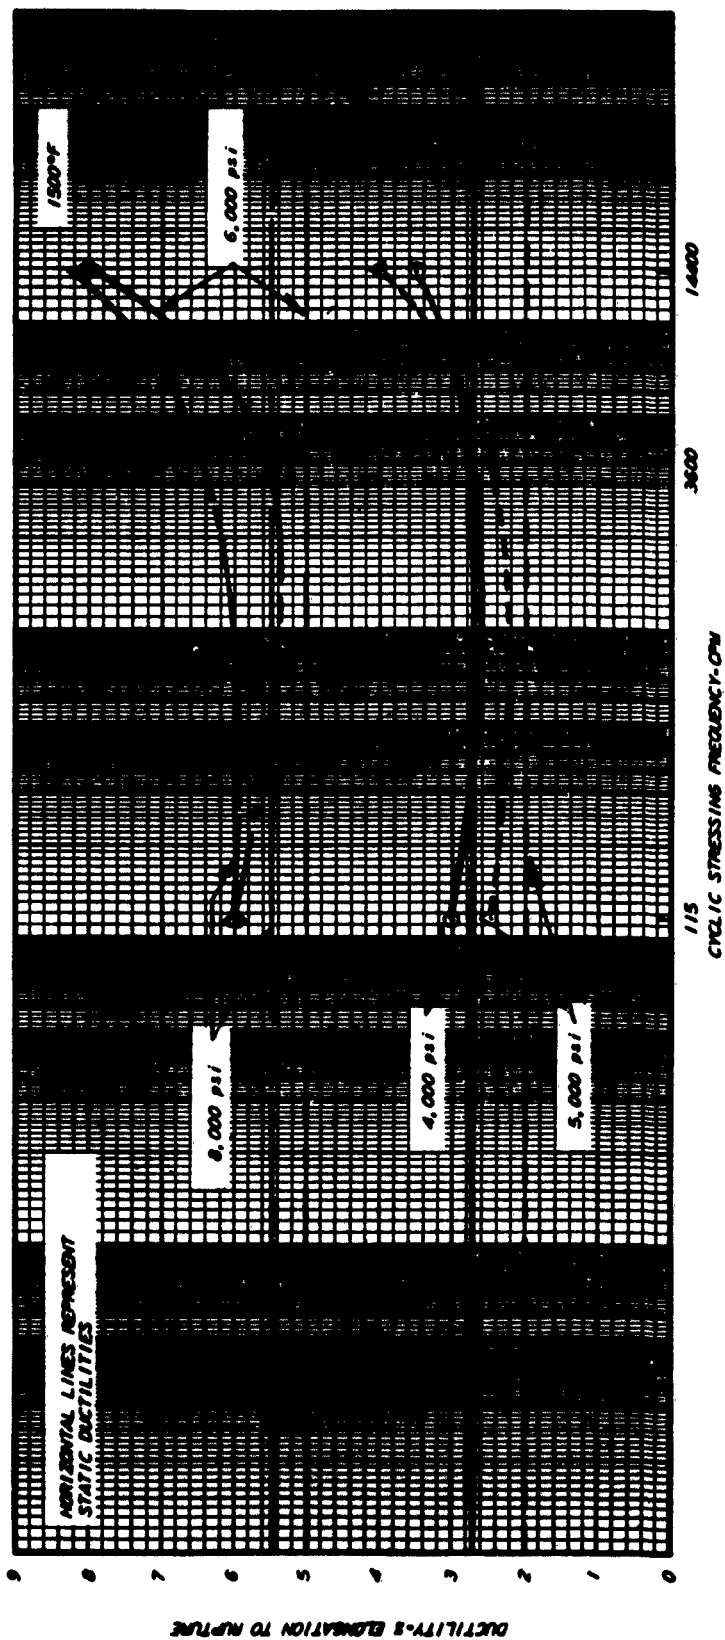 1500°F
6,000 psi
8,000 psi
4,000 psi
5,000 psi
HORIZONTAL LINES REPRESENT
STATIC DUCTILITIES
9
8
7
6
5
4
3
2
1
0
DUCTILITY-% ELONGATION TO RUPTURE
115
3600
14400
CYCLIC STRESSING FREQUENCY-CPH